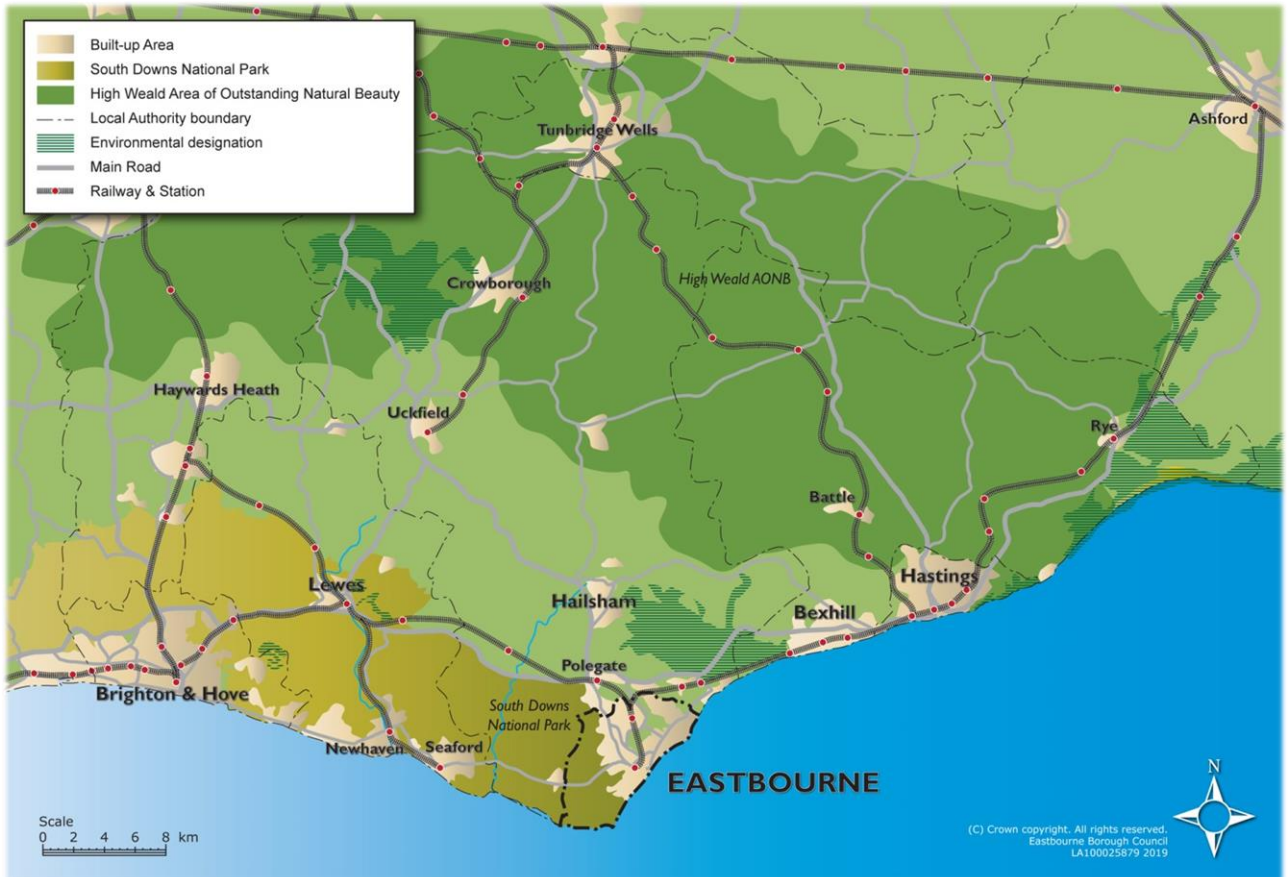 Built-up Area
South Downs National Park
High Weald Area of Outstanding Natural Beauty
Local Authority boundary
Environmental designation
Main Road
Railway & Station
Ashford
Tunbridge Wells
High Weald AONB
Crowborough
Haywards Heath
Uckfield
Rye
Battle
Hastings
Lewes
Hailsham
Bexhill
Polegate
Brighton & Hove
South Downs
National Park
Newhaven
Seaford
EASTBOURNE
N
Scale
0 2 4 6 8 km
(C) Crown copyright. All rights reserved.
Eastbourne Borough Council
LA100025879 2019